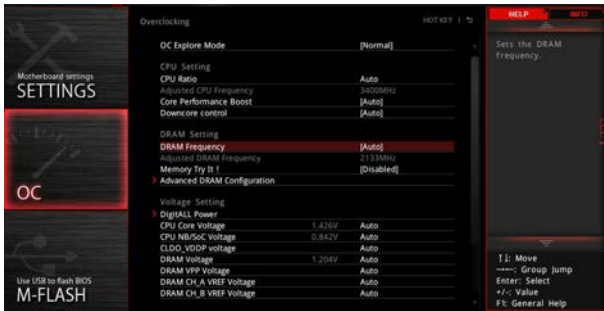 Overclocking
HOT KEY
HELP
INFO
OC Explore Mode [Normal]
Sets the DRAM
frequency.
CPU Setting
CPU Ratio Auto
Adjusted CPU Frequency 3400MHz
Core Performance Boost [Auto]
Downcore control [Auto]
DRAM Setting
DRAM Frequency [Auto]
Adjusted DRAM Frequency 2133MHz
Memory Try It ! [Disabled]
Advanced DRAM Configuration
Voltage Setting
DigitALL Power
CPU Core Voltage 1.426V Auto
CPU NB/SoC Voltage 0.842V Auto
CLDO_VDDP voltage Auto
DRAM Voltage 1.204V Auto
DRAM VPP Voltage Auto
DRAM CH_A VREF Voltage Auto
DRAM CH_B VREF Voltage Auto
Motherboard settings
SETTINGS
OC
Use USB to flash BIOS
M-FLASH
↑↓: Move
: Group Jump
Enter: Select
+/-: Value
F1: General Help